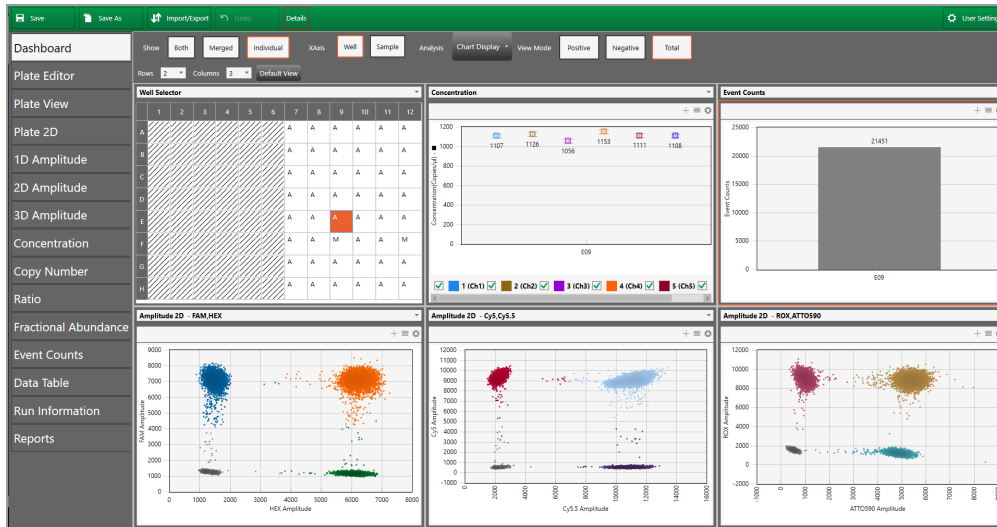 Save Save As Import/Export Undo Details User Setting
Dashboard
Plate Editor
Plate View
Plate 2D
1D Amplitude
2D Amplitude
3D Amplitude
Concentration
Copy Number
Ratio
Fractional Abundance
Event Counts
Data Table
Run Information
Reports
Show Both Merged Individual XAxis Well Sample Analysis Chart Display View Mode Positive Negative Total
Rows 2 Columns 3 Default View
Well Selector
1 2 3 4 5 6 7 8 9 10 11 12
A A A A A A A
B A A A A A A
C A A A A A A
D A A A A A A
E A A A A A A
F A A M A A M
G A A A A A A
H A A A A A A
Concentration
1200
1000
800
600
400
200
0
Concentration(Copies/µl)
1107 1126 1056 1153 1111 1108
E09
1 (Ch1) 2 (Ch2) 3 (Ch3) 4 (Ch4) 5 (Ch5)
Event Counts
25000
20000
15000
10000
5000
0
Event Counts
21451
E09
Amplitude 2D - FAM,HEX
9000
8000
7000
6000
5000
4000
3000
2000
1000
0
FAM Amplitude
0 1000 2000 3000 4000 5000 6000 7000 8000
HEX Amplitude
Amplitude 2D - Cy5,Cy5.5
12000
11000
10000
9000
8000
7000
6000
5000
4000
3000
2000
1000
0
-1000
Cy5 Amplitude
0 2000 4000 6000 8000 10000 12000 14000 16000
Cy5.5 Amplitude
Amplitude 2D - ROX,ATTO590
12000
10000
8000
6000
4000
2000
0
-2000
ROX Amplitude
-1000 0 1000 2000 3000 4000 5000 6000 7000 8000 9000
ATTO590 Amplitude